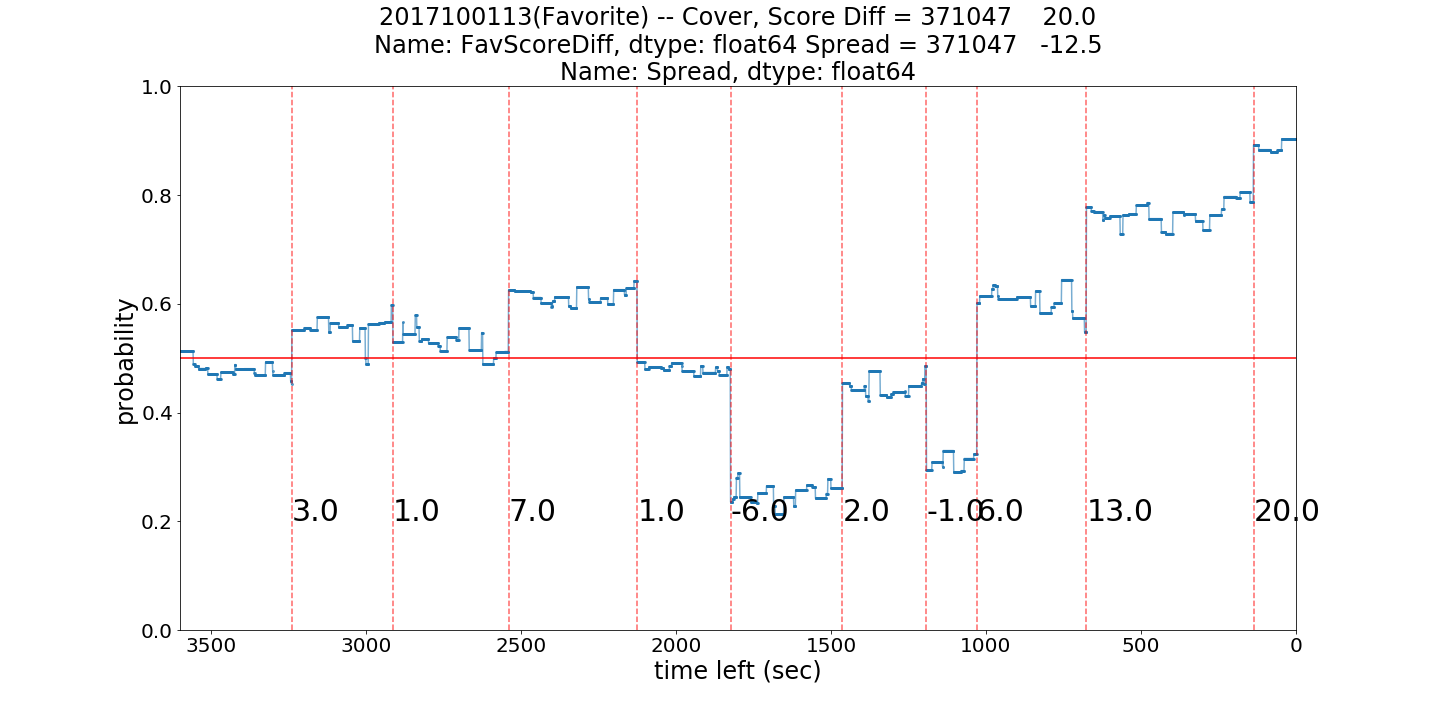 2017100113(Favorite) -- Cover, Score Diff = 371047    20.0
Name: FavScoreDiff, dtype: float64 Spread = 371047   -12.5
Name: Spread, dtype: float64
1.0
0.8
0.6
0.4
0.2
0.0
probability
3.0 1.0 7.0 1.0 -6.0 2.0 -1.0 6.0 13.0 20.0
3500 3000 2500 2000 1500 1000 500 0
time left (sec)